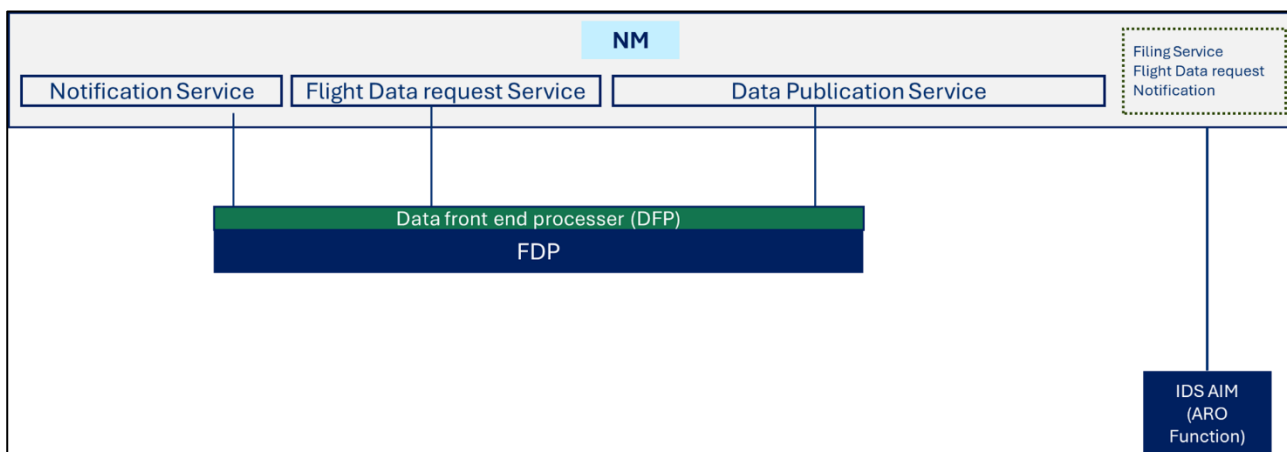 NM
Filing Service
Flight Data request
Notification
Notification Service
Flight Data request Service
Data Publication Service
Data front end processer (DFP)
FDP
IDS AIM
(ARO
Function)